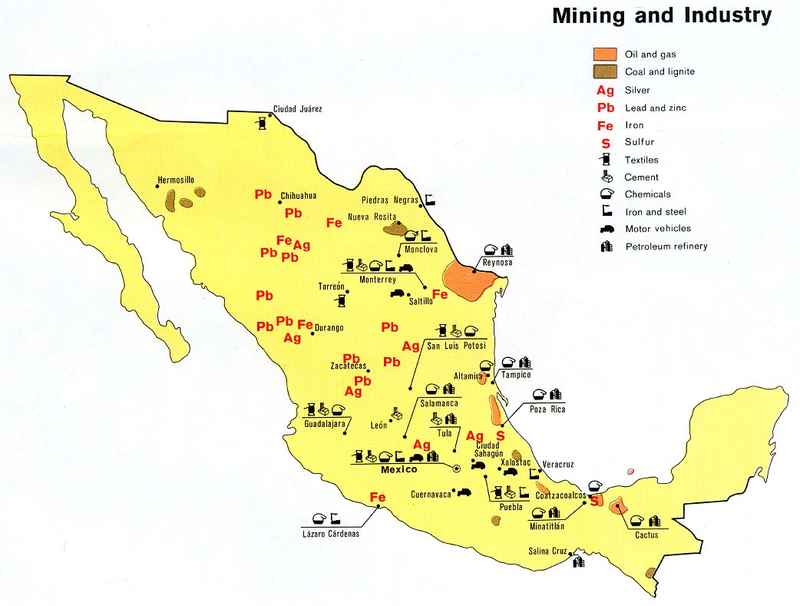 Mining and Industry
Oil and gas
Coal and lignite
Ag Silver
Pb Lead and zinc
Fe Iron
S Sulfur
Textiles
Cement
Chemicals
Iron and steel
Motor vehicles
Petroleum refinery
Ciudad Juárez
Hermosillo
Pb
Chihuahua
Piedras Negras
Pb
Fe
Nueva Rosita
Fe
Ag
Pb
Pb
Monclova
Reynosa
Monterrey
Torreón
Pb
Saltillo
Fe
Pb
Pb
Fe
Durango
Ag
Pb
San Luis Potosí
Ag
Pb
Zacatecas
Pb
Pb
Ag
Altamira
Tampico
Salamanca
Poza Rica
Guadalajara
León
Tula
Ag
Ag
S
Ciudad
Sahagún
Mexico
Xalostoc
Veracruz
Cuernavaca
Puebla
Coatzacoalcos
S
Fe
Minatitlán
Cactus
Lázaro Cárdenas
Salina Cruz